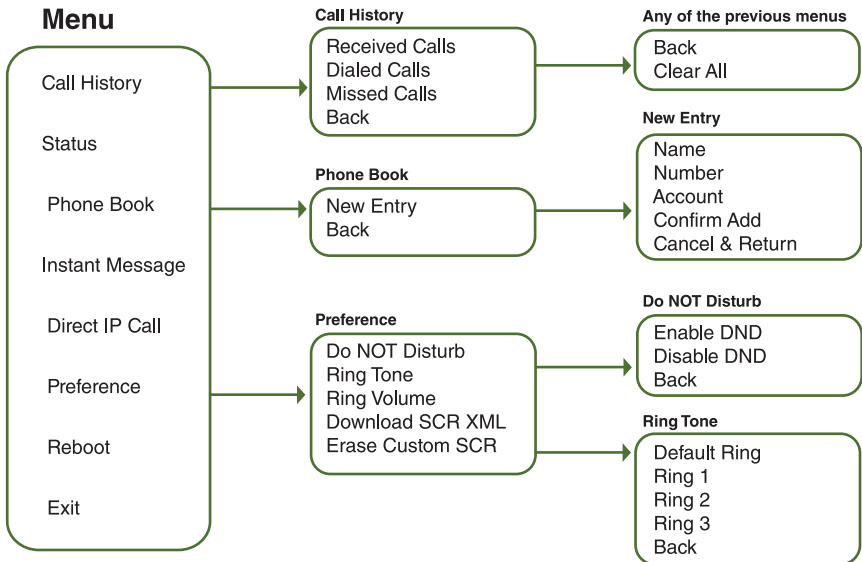 Menu
Call History
Status
Phone Book
Instant Message
Direct IP Call
Preference
Reboot
Exit
Call History
Received Calls
Dialed Calls
Missed Calls
Back
Any of the previous menus
Back
Clear All
Phone Book
New Entry
Back
New Entry
Name
Number
Account
Confirm Add
Cancel & Return
Preference
Do NOT Disturb
Ring Tone
Ring Volume
Download SCR XML
Erase Custom SCR
Do NOT Disturb
Enable DND
Disable DND
Back
Ring Tone
Default Ring
Ring 1
Ring 2
Ring 3
Back